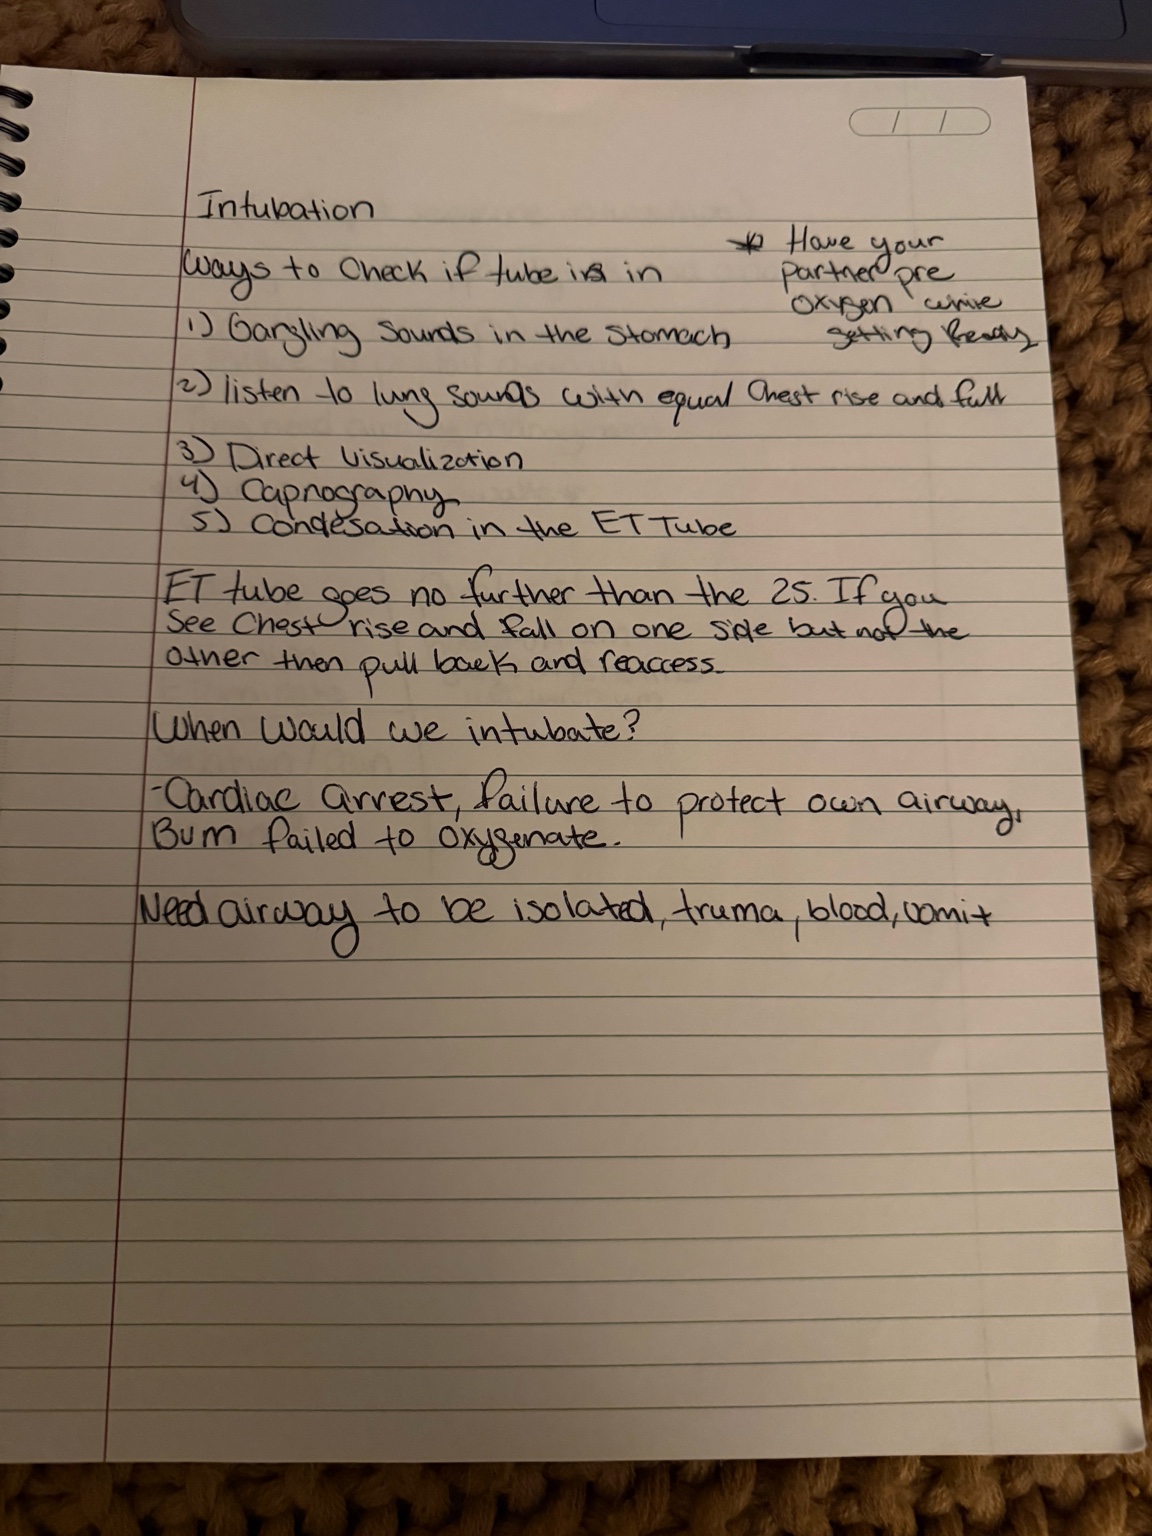 Intubation
Ways to Check if tube is in
* Have your
partner pre
oxygen while
getting Ready
1) Gargling Sounds in the Stomach
2) listen to lung sounds with equal Chest rise and fall
3) Direct Visualization
4) Capnography
5) Condesation in the ET Tube
ET tube goes no further than the 25. If you
See Chest rise and fall on one side but not the
other then pull back and reaccess.
When Would we intubate?
-Cardiac arrest, failure to protect own airway,
BVM failed to oxygenate.
Need airway to be isolated, truma, blood, vomit